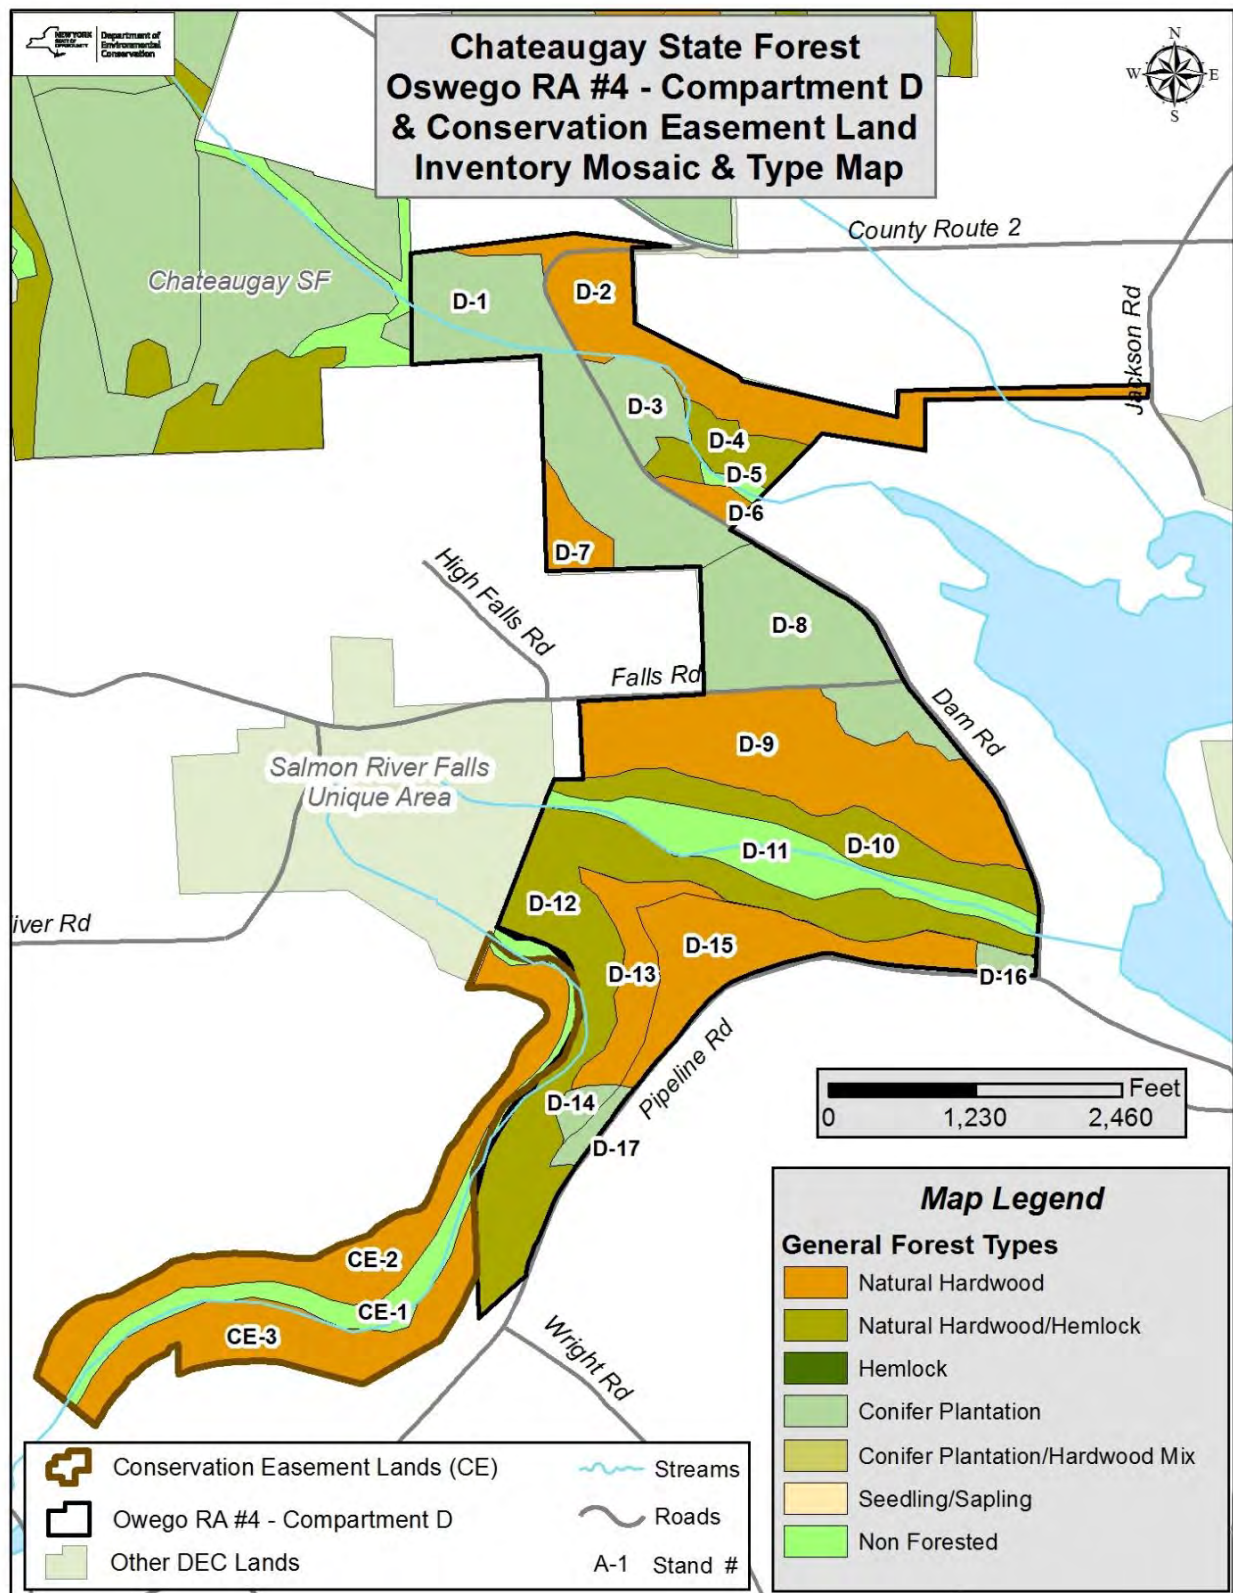 NEW YORK
STATE OF
OPPORTUNITY
Department of
Environmental
Conservation
Chateaugay State Forest
Oswego RA #4 - Compartment D
& Conservation Easement Land
Inventory Mosaic & Type Map
N
W
E
S
County Route 2
Chateaugay SF
D-1
D-2
Jackson Rd
D-3
D-4
D-5
D-6
D-7
High Falls Rd
D-8
Falls Rd
Dam Rd
D-9
Salmon River Falls
Unique Area
D-10
D-11
D-12
iver Rd
D-15
D-13
D-16
Pipeline Rd
D-14
D-17
Feet
0
1,230
2,460
CE-2
CE-1
CE-3
Wright Rd
Map Legend
General Forest Types
Natural Hardwood
Natural Hardwood/Hemlock
Hemlock
Conifer Plantation
Conifer Plantation/Hardwood Mix
Seedling/Sapling
Non Forested
Conservation Easement Lands (CE)
Owego RA #4 - Compartment D
Other DEC Lands
Streams
Roads
A-1 Stand #